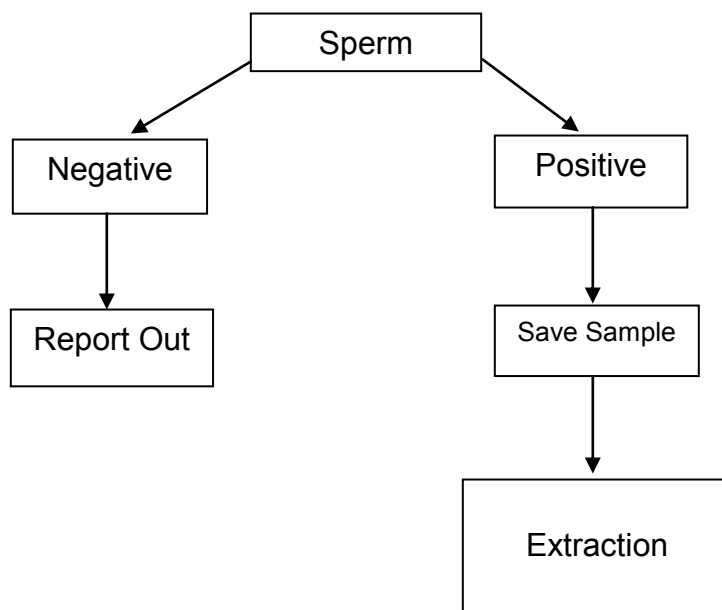 Sperm
Negative
Positive
Report Out
Save Sample
Extraction